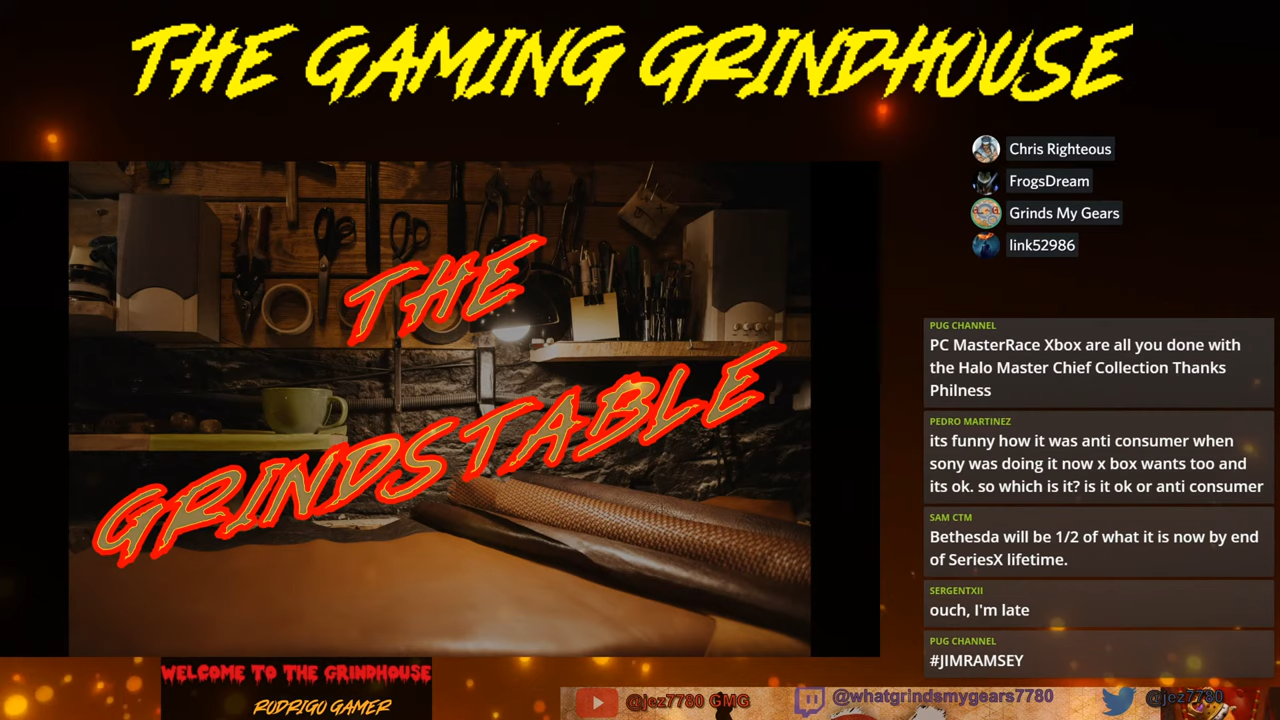 THE GAMING GRINDHOUSE
Chris Righteous
FrogsDream
Grinds My Gears
link52986
THE
GRINDSTABLE
PUG CHANNEL
PC MasterRace Xbox are all you done with
the Halo Master Chief Collection Thanks
Philness
PEDRO MARTINEZ
its funny how it was anti consumer when
sony was doing it now x box wants too and
its ok. so which is it? is it ok or anti consumer
SAM CTM
Bethesda will be 1/2 of what it is now by end
of SeriesX lifetime.
SERGENTXII
ouch, I'm late
PUG CHANNEL
#JIMRAMSEY
WELCOME TO THE GRINDHOUSE
RODRIGO GAMER
@jez7780 GMG
@whatgrindsmygears7780
@jez7780